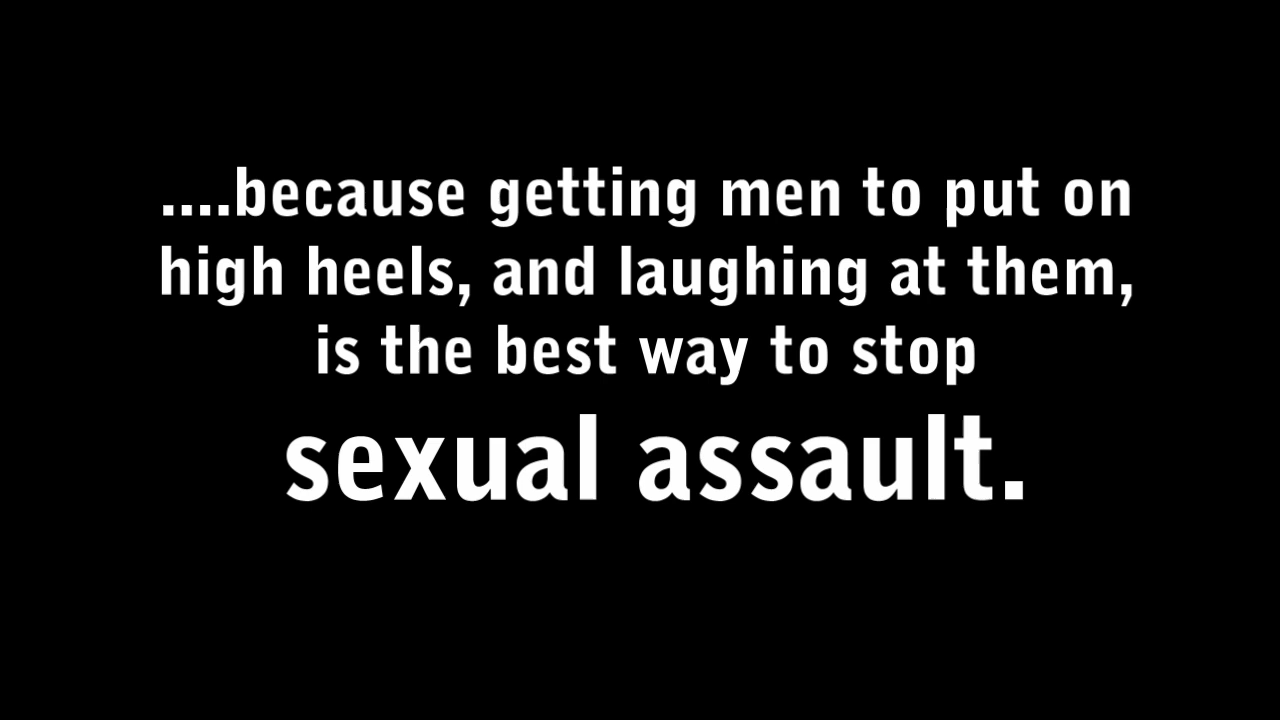 ....because getting men to put on
high heels, and laughing at them,
is the best way to stop
sexual assault.